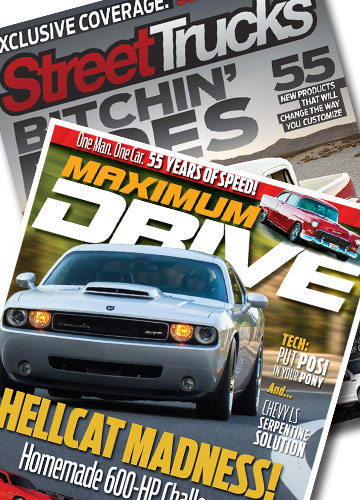 EXCLUSIVE COVERAGE:
StreetTrucks
BITCHIN'
55
NEW PRODUCTS
THAT WILL
CHANGE THE WAY
YOU CUSTOMIZE
One Man. One Car. 55 YEARS OF SPEED!
MAXIMUM
DRIVE
TECH:
PUT POSI
IN YOUR PONY
And...
CHEVY LS
SERPENTINE
SOLUTION
HELLCAT MADNESS!
Homemade 600-HP Chall